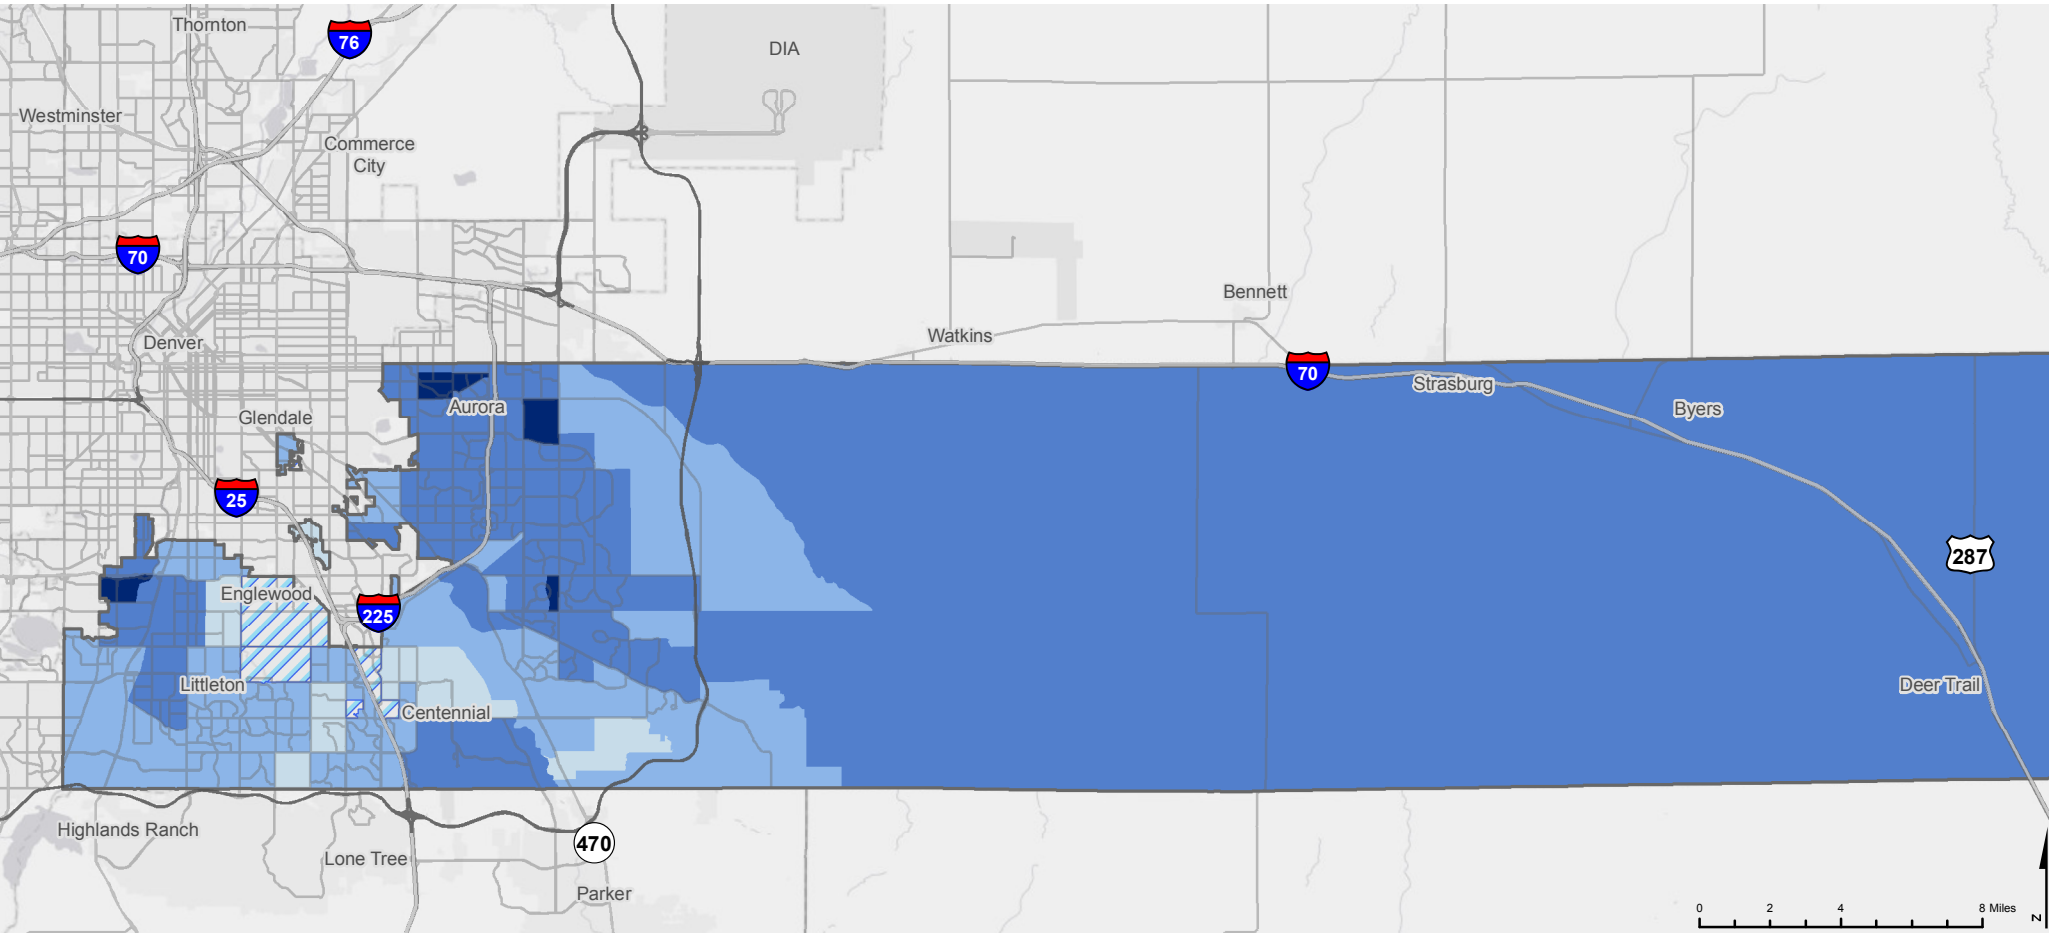 Thornton
76
DIA
Westminster
Commerce
City
70
Bennett
Watkins
Denver
70
Strasburg
Aurora
Byers
Glendale
25
287
Englewood
225
Littleton
Deer Trail
Centennial
Highlands Ranch
470
Lone Tree
Parker
0 2 4 8 Miles
N